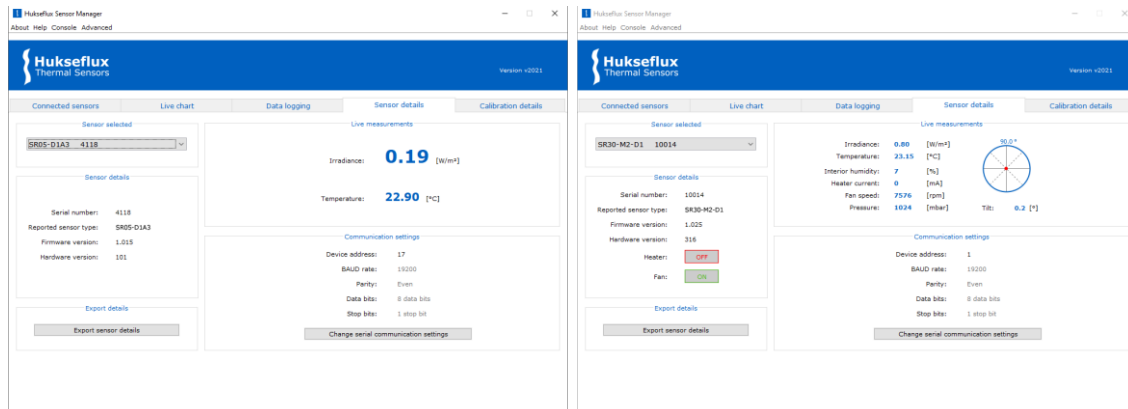 Hukseflux Sensor Manager
About Help Console Advanced
Hukseflux
Thermal Sensors
Version v2021
Connected sensors Live chart Data logging Sensor details Calibration details
Sensor selected
SR05-D1A3 4118
Sensor details
Serial number: 4118
Reported sensor type: SR05-D1A3
Firmware version: 1.015
Hardware version: 101
Export details
Export sensor details
Live measurements
Irradiance: 0.19 [W/m²]
Temperature: 22.90 [°C]
Communication settings
Device address: 17
BAUD rate: 19200
Parity: Even
Data bits: 8 data bits
Stop bits: 1 stop bit
Change serial communication settings
Hukseflux Sensor Manager
About Help Console Advanced
Hukseflux
Thermal Sensors
Version v2021
Connected sensors Live chart Data logging Sensor details Calibration details
Sensor selected
SR30-M2-D1 10014
Sensor details
Serial number: 10014
Reported sensor type: SR30-M2-D1
Firmware version: 1.025
Hardware version: 316
Heater: OFF
Fan: ON
Export details
Export sensor details
Live measurements
Irradiance: 0.80 [W/m²]
Temperature: 23.15 [°C]
Interior humidity: 7 [%]
Heater current: 0 [mA]
Fan speed: 7576 [rpm]
Pressure: 1024 [mbar]
90.0 °
Tilt: 0.2 [°]
Communication settings
Device address: 1
BAUD rate: 19200
Parity: Even
Data bits: 8 data bits
Stop bits: 1 stop bit
Change serial communication settings